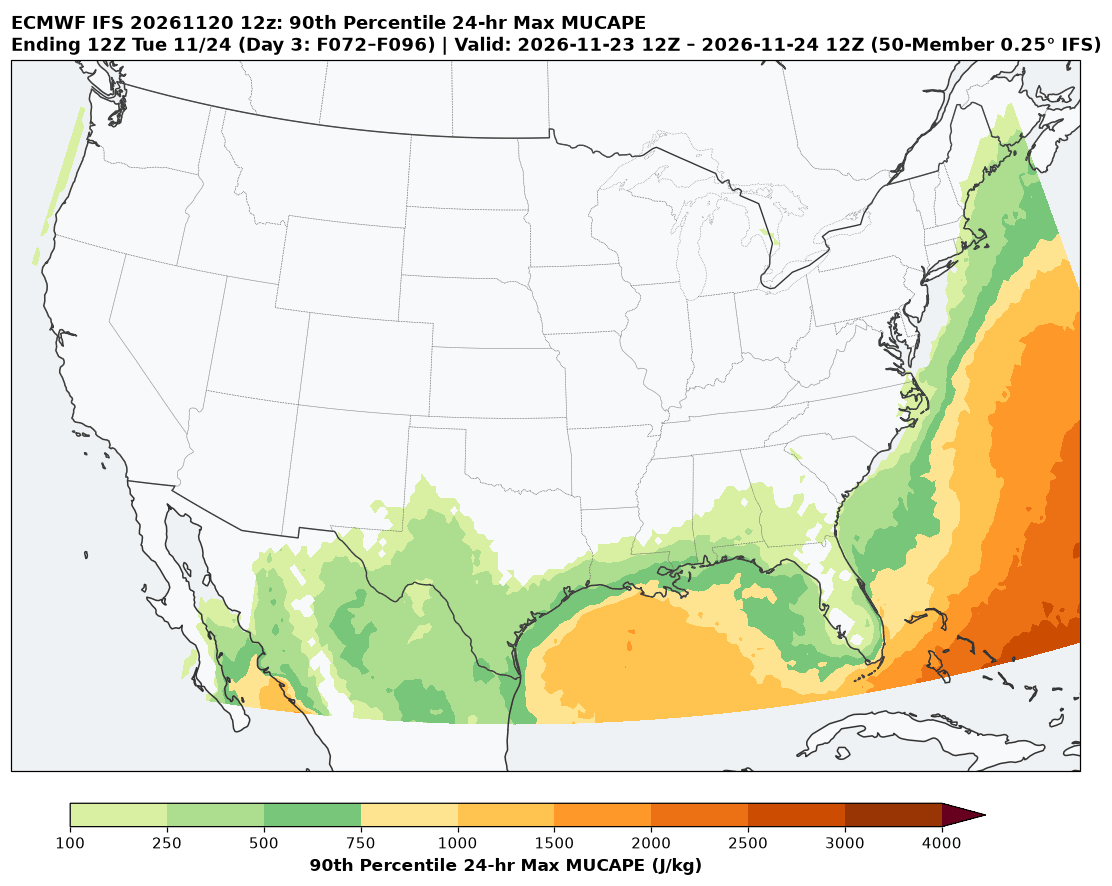 ECMWF IFS 20261120 12z: 90th Percentile 24-hr Max MUCAPE
Ending 12Z Tue 11/24 (Day 3: F072–F096) | Valid: 2026-11-23 12Z – 2026-11-24 12Z (50-Member 0.25° IFS)
100 250 500 750 1000 1500 2000 2500 3000 4000
90th Percentile 24-hr Max MUCAPE (J/kg)